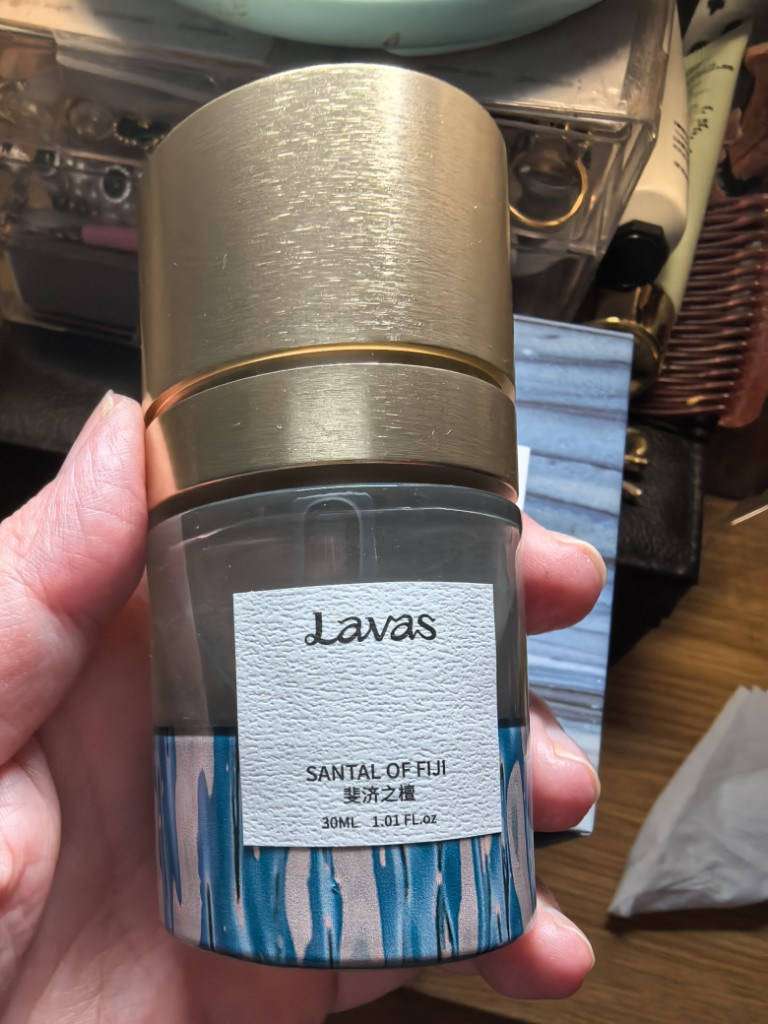 Lavas
SANTAL OF FIJI
斐济之檀
30ML 1.01 FL.oz